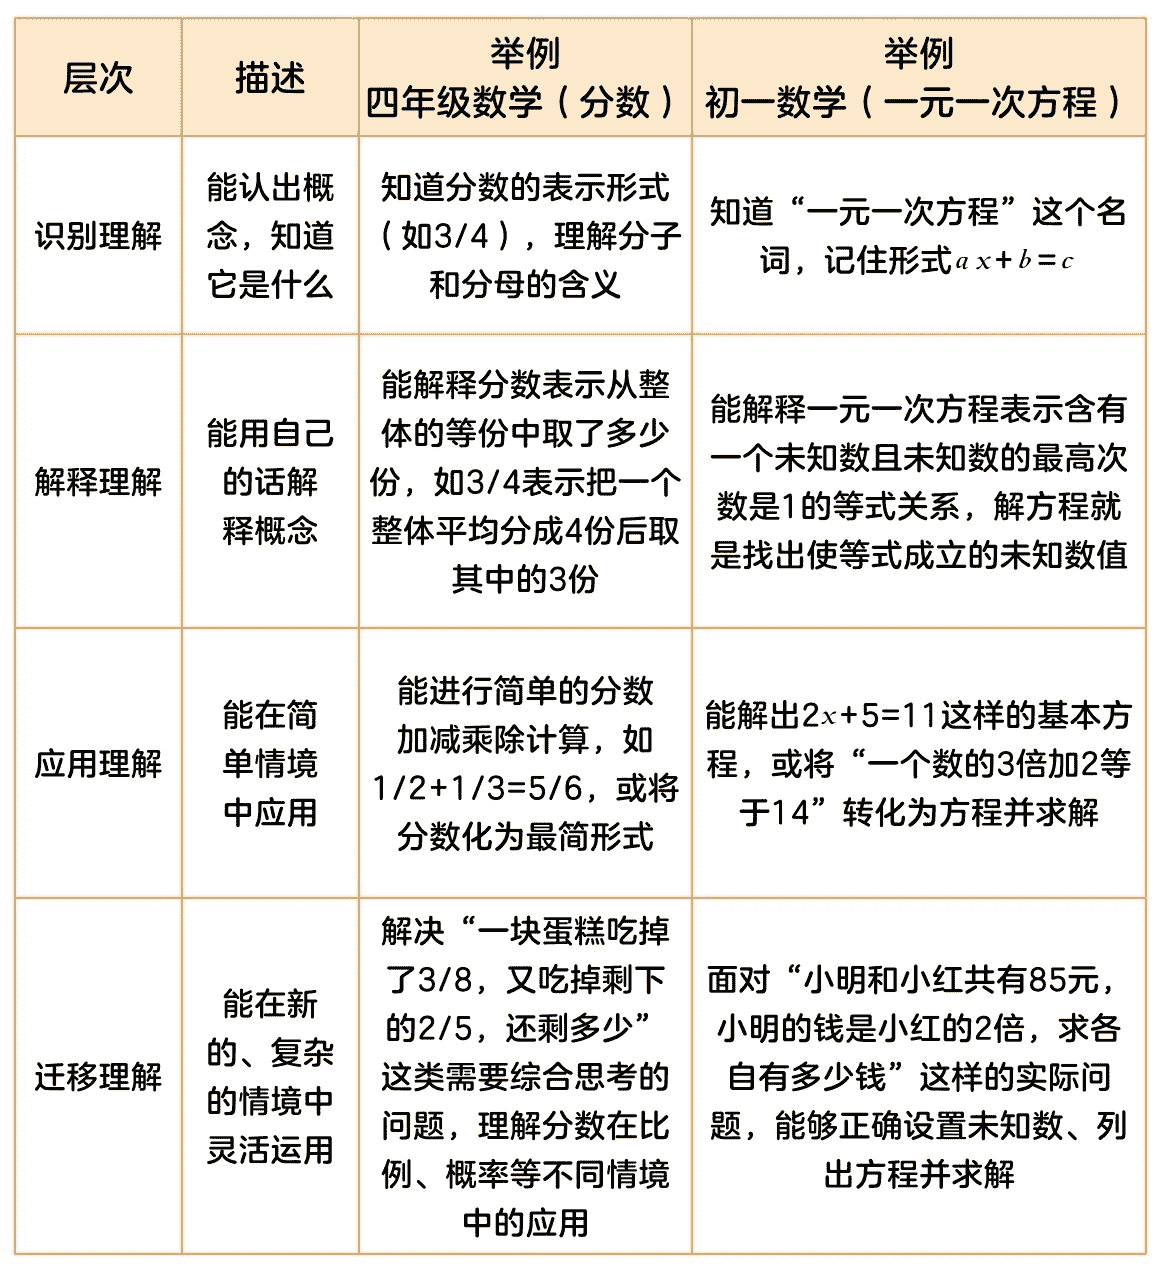 层次
描述
举例
四年级数学（分数）
举例
初一数学（一元一次方程）
识别理解
能认出概
念，知道
它是什么
知道分数的表示形式
（如3/4），理解分子
和分母的含义
知道“一元一次方程”这个名
词，记住形式ax+b=c
解释理解
能用自己
的话解
释概念
能解释分数表示从整
体的等份中取了多少
份，如3/4表示把一个
整体平均分成4份后取
其中的3份
能解释一元一次方程表示含有
一个未知数且未知数的最高次
数是1的等式关系，解方程就
是找出使等式成立的未知数值
应用理解
能在简
单情境
中应用
能进行简单的分数
加减乘除计算，如
1/2+1/3=5/6，或将
分数化为最简形式
能解出2x+5=11这样的基本方
程，或将“一个数的3倍加2等
于14”转化为方程并求解
迁移理解
能在新
的、复杂
的情境中
灵活运用
解决“一块蛋糕吃掉
了3/8，又吃掉剩下
的2/5，还剩多少”
这类需要综合思考的
问题，理解分数在比
例、概率等不同情境
中的应用
面对“小明和小红共有85元，
小明的钱是小红的2倍，求各
自有多少钱”这样的实际问
题，能够正确设置未知数、列
出方程并求解